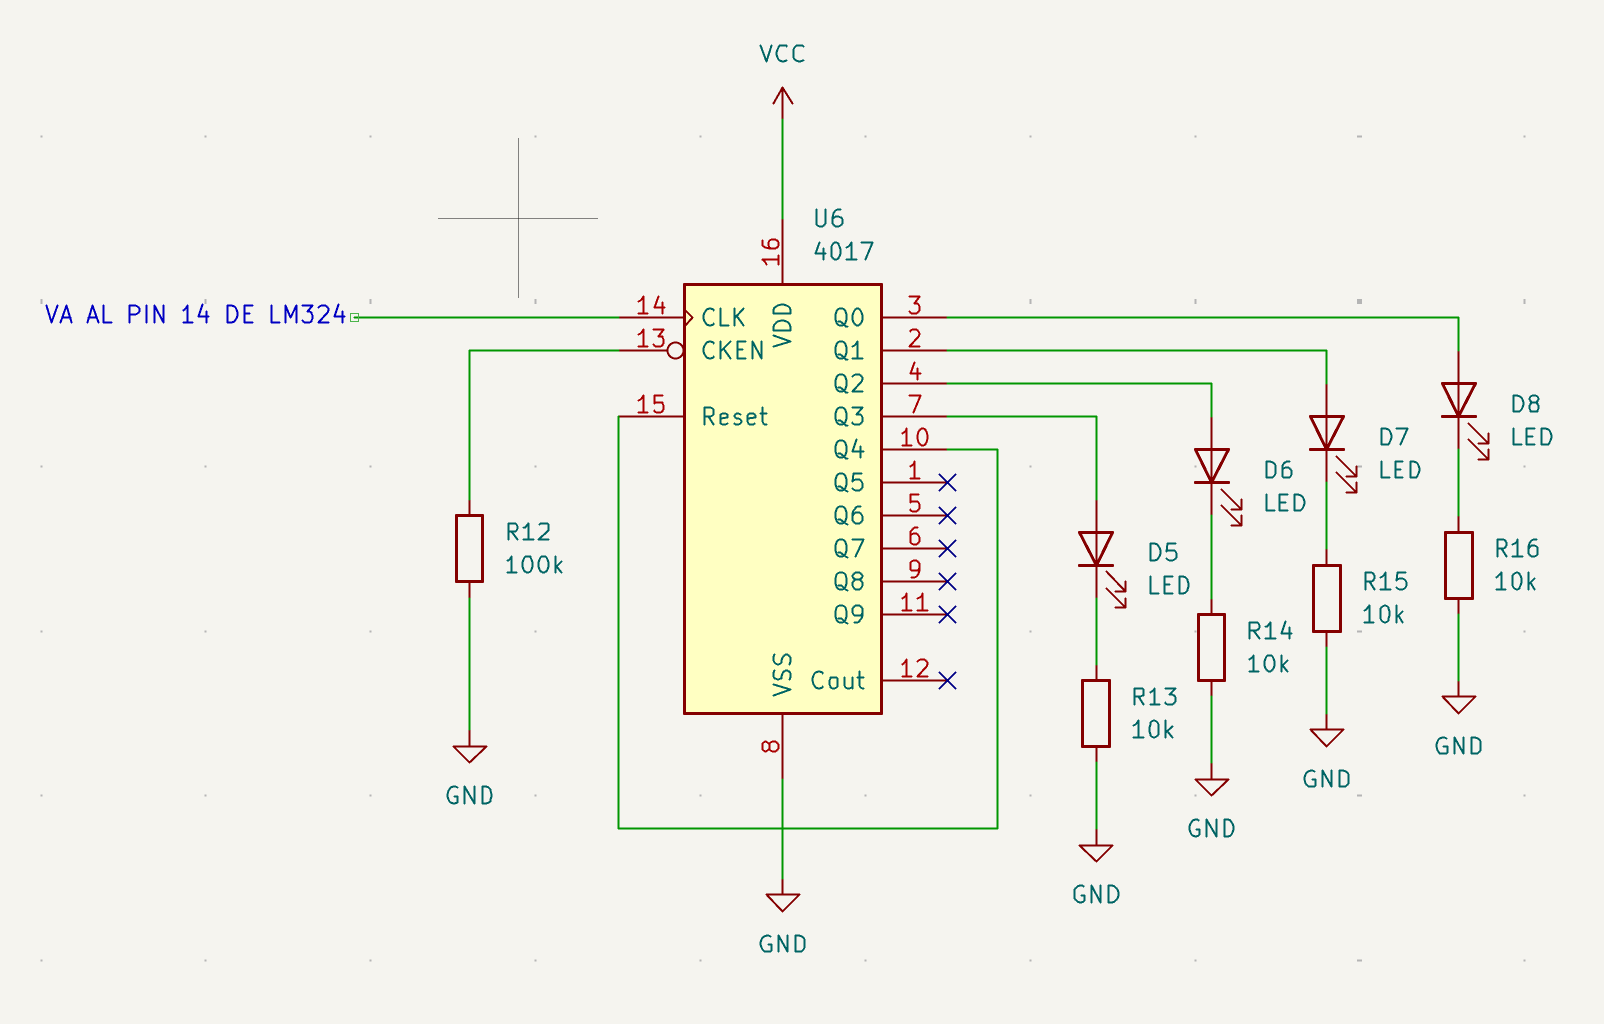 VCC
U6
4017
16
VA AL PIN 14 DE LM324
14
CLK
VDD
Q0
3
13
CKEN
Q1
2
Q2
4
15
Reset
Q3
7
Q4
10
Q5
1
Q6
5
Q7
6
Q8
9
Q9
11
VSS
Cout
12
8
GND
R12
100k
GND
D5
LED
R13
10k
GND
D6
LED
R14
10k
GND
D7
LED
R15
10k
GND
D8
LED
R16
10k
GND